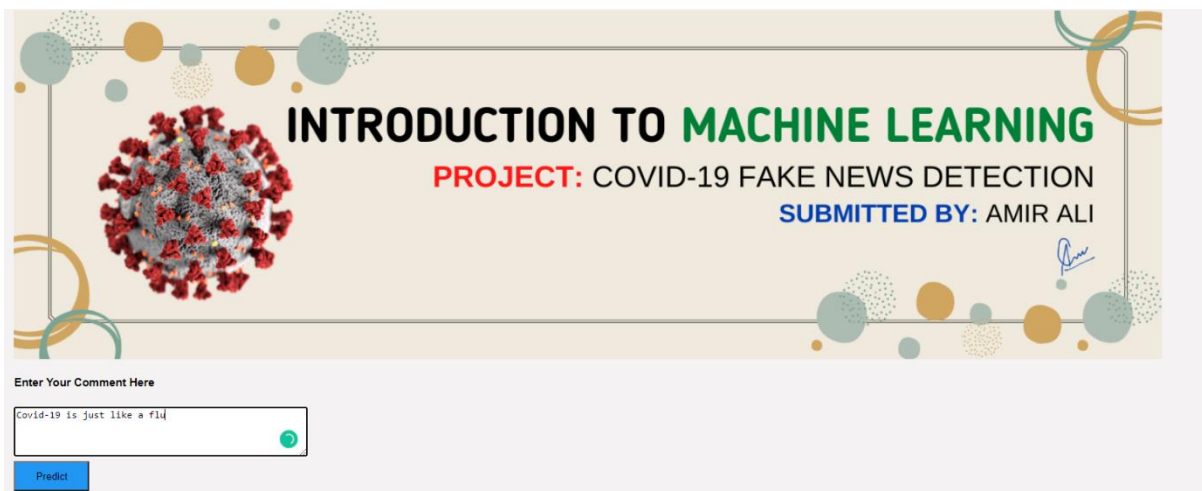 INTRODUCTION TO MACHINE LEARNING
PROJECT: COVID-19 FAKE NEWS DETECTION
SUBMITTED BY: AMIR ALI
Enter Your Comment Here
Covid-19 is just like a flu
Predict